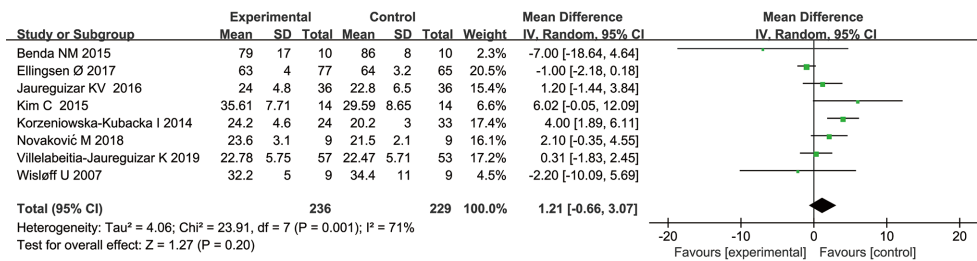 Experimental Control Mean Difference Mean Difference
Study or Subgroup Mean SD Total Mean SD Total Weight IV. Random. 95% CI IV. Random. 95% CI
Benda NM 2015 79 17 10 86 8 10 2.3% -7.00 [-18.64, 4.64]
Ellingsen Ø 2017 63 4 77 64 3.2 65 20.5% -1.00 [-2.18, 0.18]
Jaureguizar KV 2016 24 4.8 36 22.8 6.5 36 15.4% 1.20 [-1.44, 3.84]
Kim C 2015 35.61 7.71 14 29.59 8.65 14 6.6% 6.02 [-0.05, 12.09]
Korzeniowska-Kubacka I 2014 24.2 4.6 24 20.2 3 33 17.4% 4.00 [1.89, 6.11]
Novaković M 2018 23.6 3.1 9 21.5 2.1 9 16.1% 2.10 [-0.35, 4.55]
Villelabeitia-Jaureguizar K 2019 22.78 5.75 57 22.47 5.71 53 17.2% 0.31 [-1.83, 2.45]
Wisløff U 2007 32.2 5 9 34.4 11 9 4.5% -2.20 [-10.09, 5.69]
Total (95% CI) 236 229 100.0% 1.21 [-0.66, 3.07]
Heterogeneity: Tau² = 4.06; Chi² = 23.91, df = 7 (P = 0.001); I² = 71%
Test for overall effect: Z = 1.27 (P = 0.20)
-20 -10 0 10 20
Favours [experimental] Favours [control]